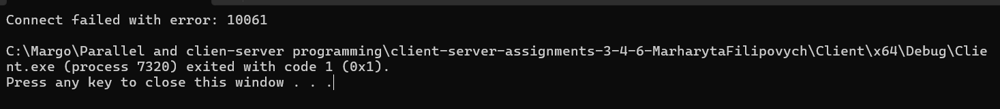 Connect failed with error: 10061
C:\Margo\Parallel and clien-server programming\client-server-assignments-3-4-6-MarharytaFilipovych\Client\x64\Debug\Clie
nt.exe (process 7320) exited with code 1 (0x1).
Press any key to close this window . . .